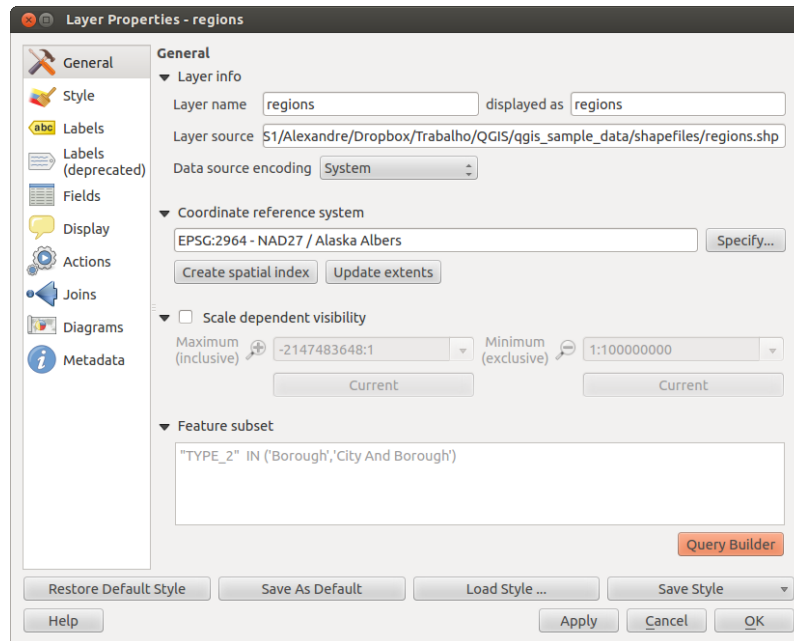 Layer Properties - regions
General
Style
abc Labels
Labels
(deprecated)
Fields
Display
Actions
Joins
Diagrams
i Metadata
General
Layer info
Layer name regions displayed as regions
Layer source S1/Alexandre/Dropbox/Trabalho/QGIS/qgis_sample_data/shapefiles/regions.shp
Data source encoding System
Coordinate reference system
EPSG:2964 - NAD27 / Alaska Albers Specify...
Create spatial index Update extents
Scale dependent visibility
Maximum
(inclusive) -2147483648:1
Minimum
(exclusive) 1:100000000
Current Current
Feature subset
"TYPE_2" IN ('Borough','City And Borough')
Query Builder
Restore Default Style Save As Default Load Style ... Save Style
Help Apply Cancel OK